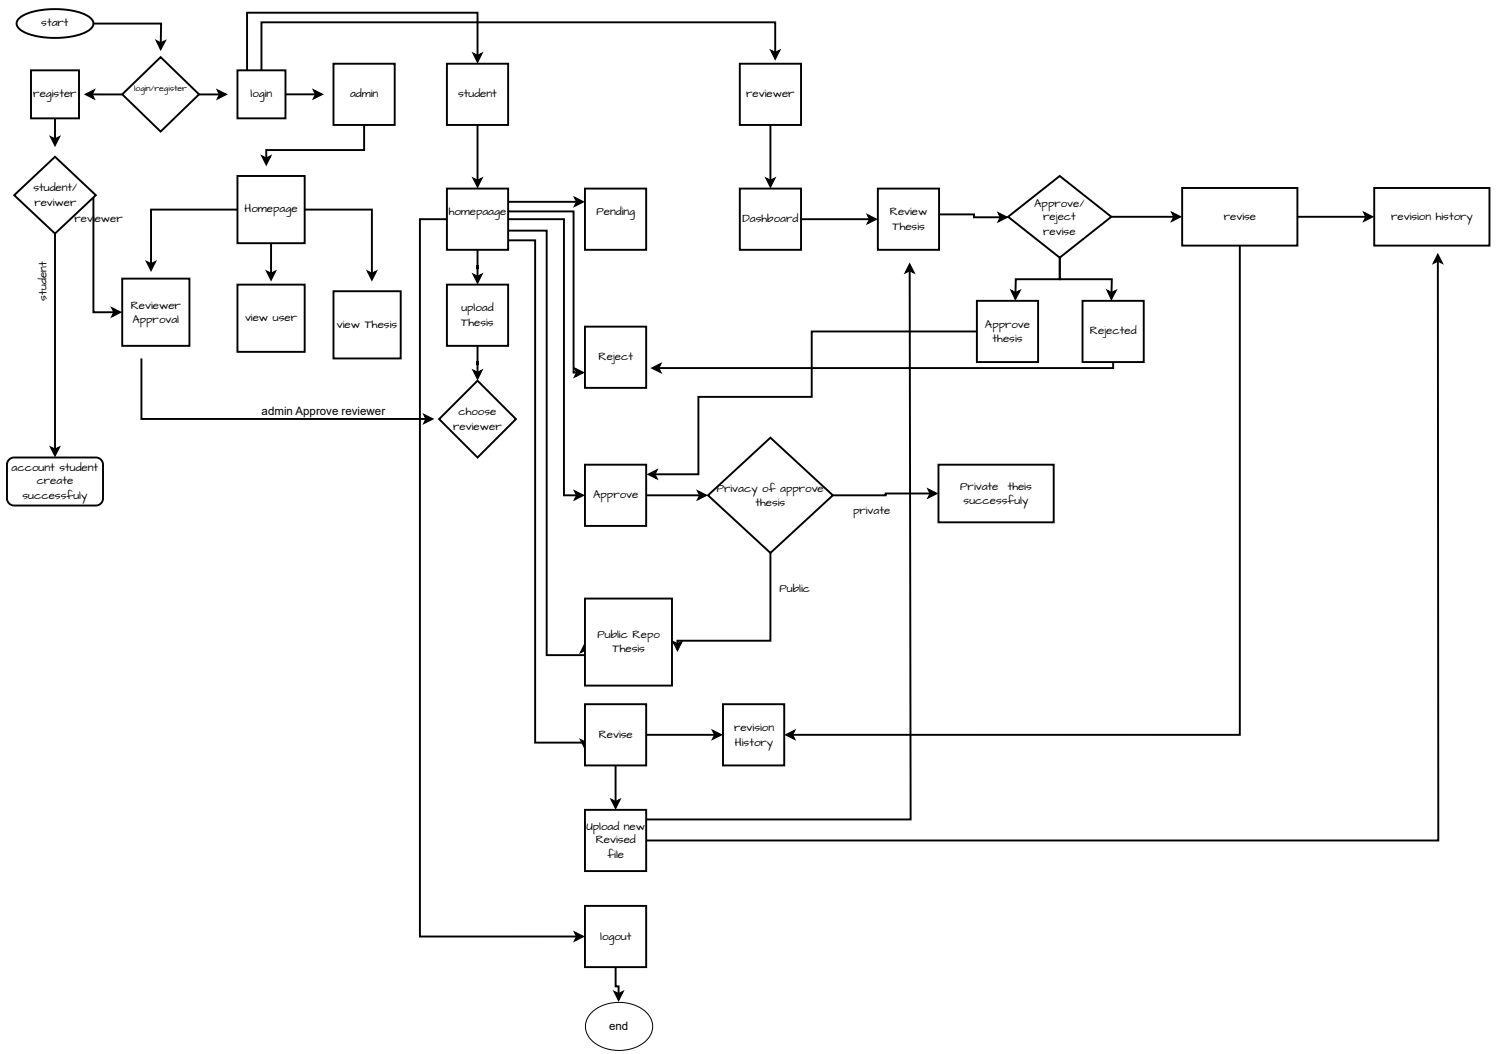 start
login/register
register
login
admin
student
reviewer
student/
reviwer
reviewer
Homepage
homepaage
Pending
Dashboard
Review
Thesis
Approve/
reject
revise
revise
revision history
student
Reviewer
Approval
view user
view Thesis
upload
Thesis
Reject
Approve
thesis
Rejected
admin Approve reviewer
choose
reviewer
account student
create
successfuly
Approve
Privacy of approve
thesis
private
Private theis
successfuly
Public
Public Repo
Thesis
Revise
revision
History
Upload new
Revised
file
logout
end